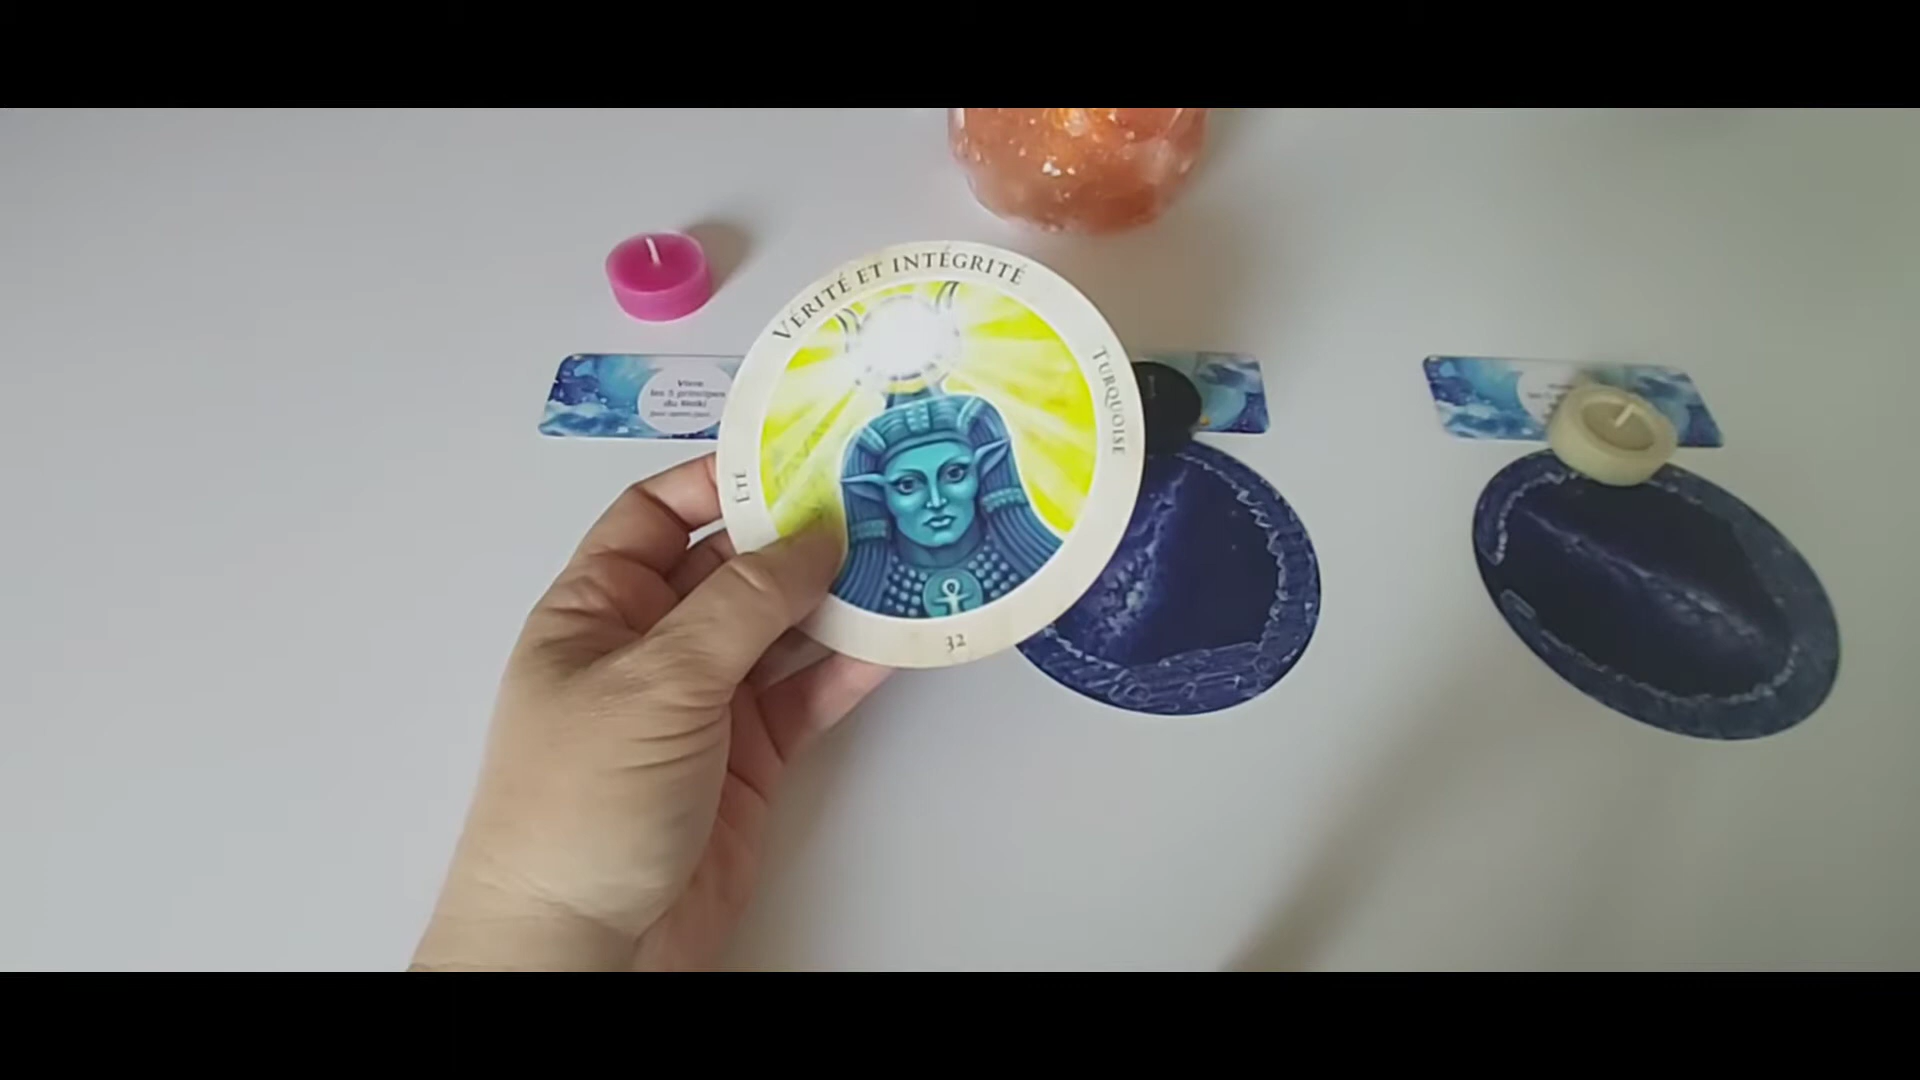 VÉRITÉ ET INTÉGRITÉ
TURQUOISE
ÉTÉ
32
Vivre
les 5 principes
du Reiki